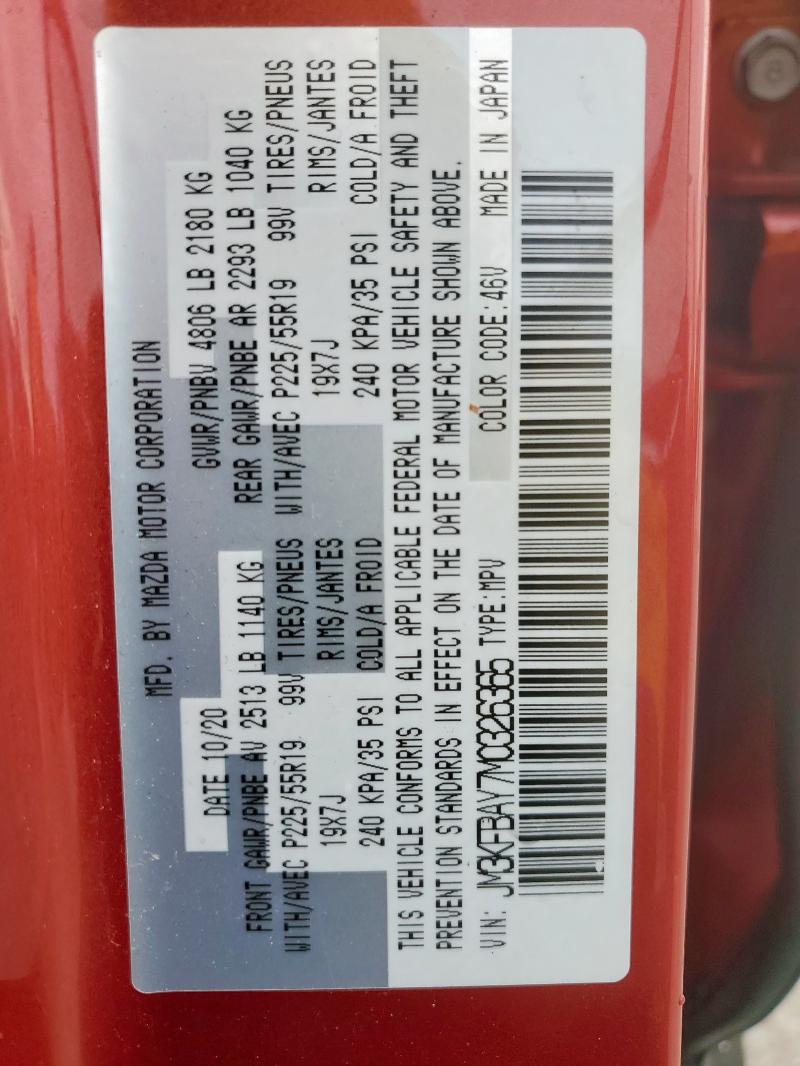 MFD. BY MAZDA MOTOR CORPORATION
DATE 10/20 GVWR/PNBV 4806 LB 2180 KG
FRONT GAWR/PNBE AV 2513 LB 1140 KG REAR GAWR/PNBE AR 2293 LB 1040 KG
WITH/AVEC P225/55R19 99V TIRES/PNEUS WITH/AVEC P225/55R19 99V TIRES/PNEUS
19X7J RIMS/JANTES 19X7J RIMS/JANTES
240 KPA/35 PSI COLD/A FROID 240 KPA/35 PSI COLD/A FROID
THIS VEHICLE CONFORMS TO ALL APPLICABLE FEDERAL MOTOR VEHICLE SAFETY AND THEFT
PREVENTION STANDARDS IN EFFECT ON THE DATE OF MANUFACTURE SHOWN ABOVE.
VIN: JM3KFBAY7M0326365 TYPE:MPV COLOR CODE:46V MADE IN JAPAN